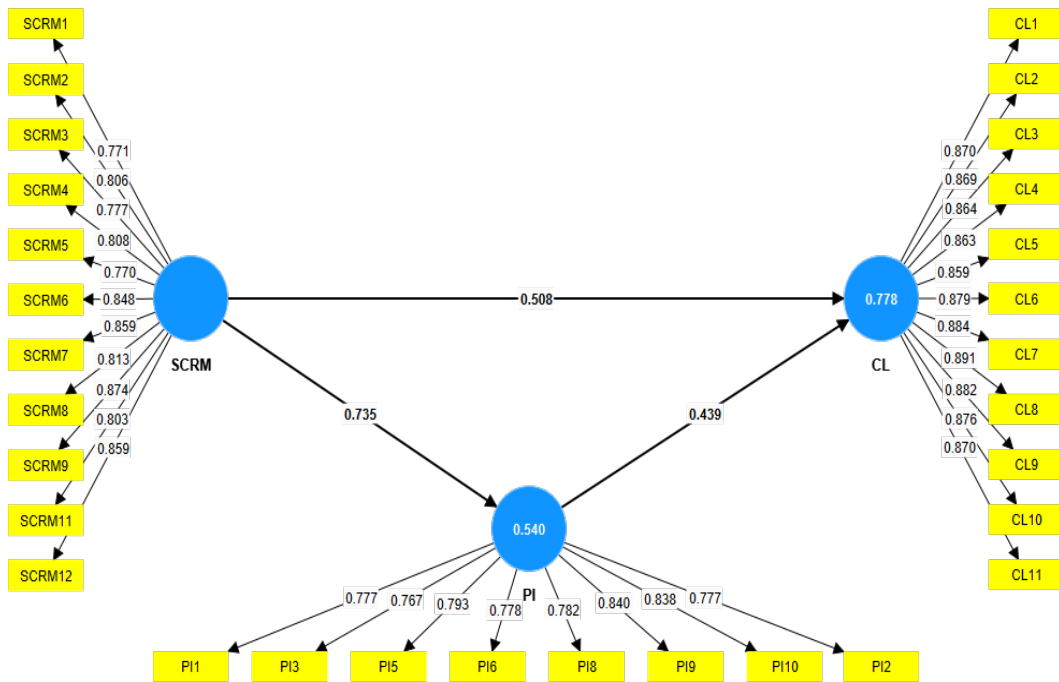 SCRM1
SCRM2
SCRM3
SCRM4
SCRM5
SCRM6
SCRM7
SCRM8
SCRM9
SCRM11
SCRM12
0.771
0.806
0.777
0.808
0.770
0.848
0.859
0.813
0.874
0.803
0.859
SCRM
0.508
0.735
0.439
0.778
CL
0.870
0.869
0.864
0.863
0.859
0.879
0.884
0.891
0.882
0.876
0.870
CL1
CL2
CL3
CL4
CL5
CL6
CL7
CL8
CL9
CL10
CL11
0.540
PI
0.777
0.767
0.793
0.778
0.782
0.840
0.838
0.777
PI1
PI3
PI5
PI6
PI8
PI9
PI10
PI2